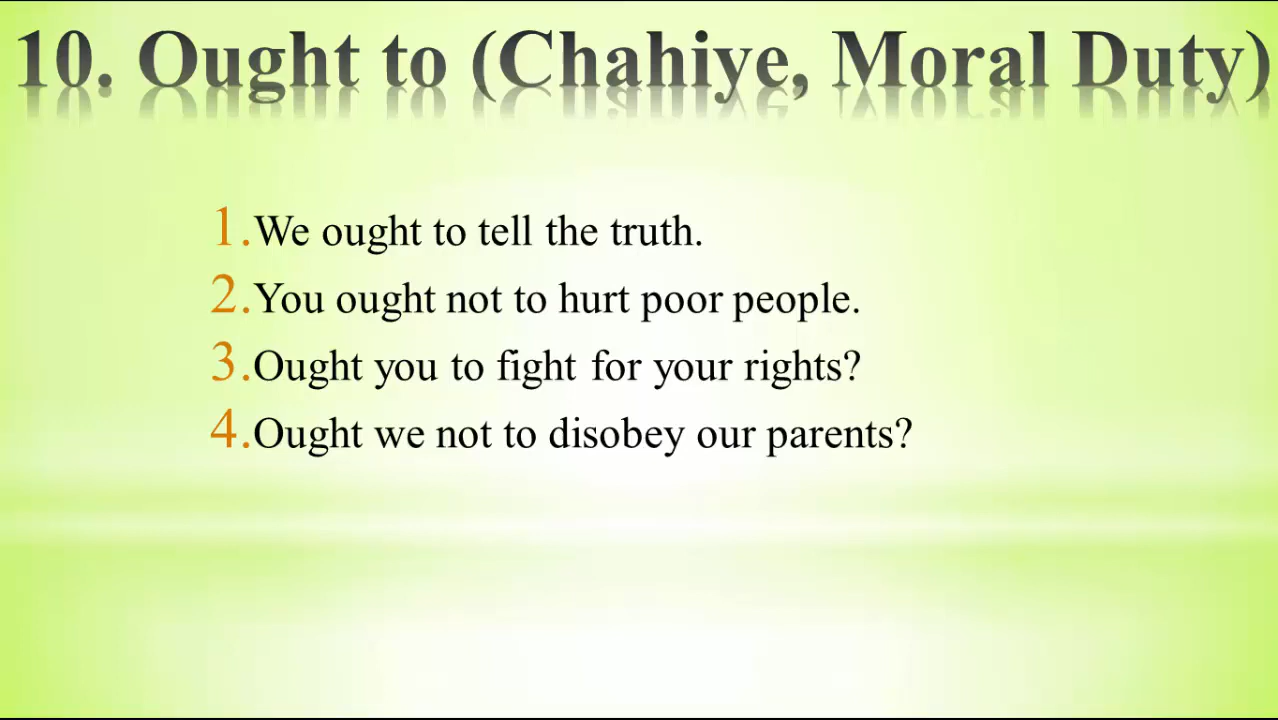 10. Ought to (Chahiye, Moral Duty)
1.We ought to tell the truth.
2.You ought not to hurt poor people.
3.Ought you to fight for your rights?
4.Ought we not to disobey our parents?